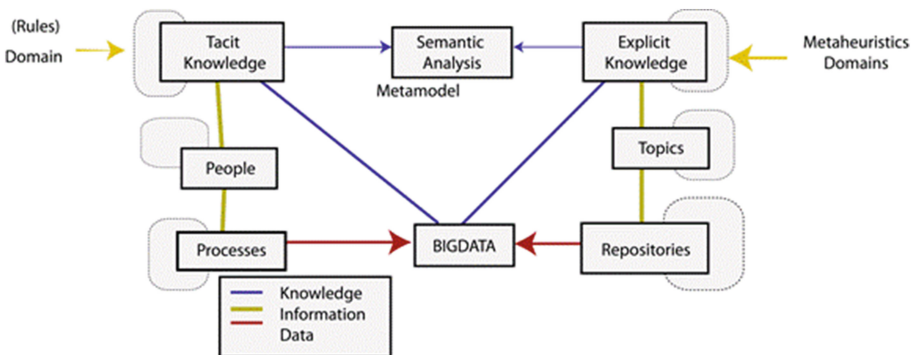 (Rules)
Domain
Tacit
Knowledge
Semantic
Analysis
Metamodel
Explicit
Knowledge
Metaheuristics
Domains
People
Topics
Processes
BIGDATA
Repositories
Knowledge
Information
Data